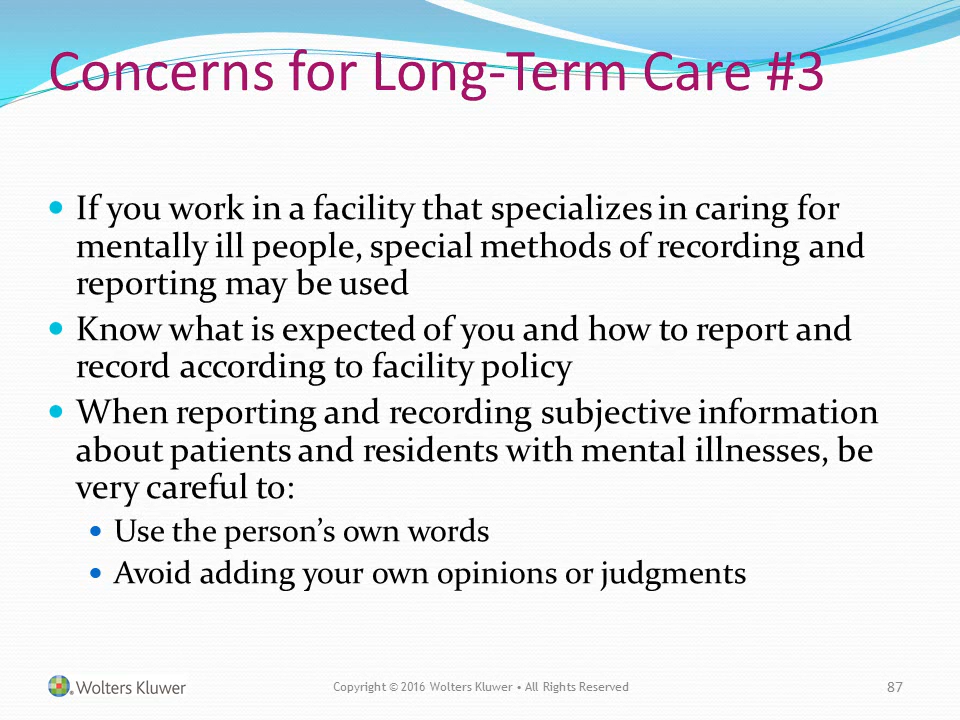 Concerns for Long-Term Care #3
• If you work in a facility that specializes in caring for
mentally ill people, special methods of recording and
reporting may be used
• Know what is expected of you and how to report and
record according to facility policy
• When reporting and recording subjective information
about patients and residents with mental illnesses, be
very careful to:
• Use the person’s own words
• Avoid adding your own opinions or judgments
Wolters Kluwer
Copyright © 2016 Wolters Kluwer • All Rights Reserved
87